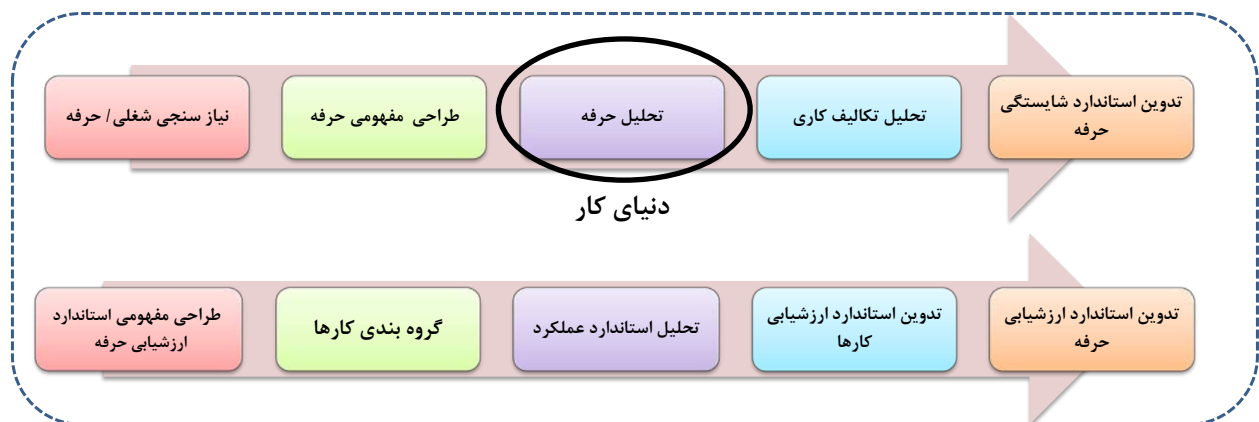 نیاز سنجی شغلی/ حرفه
طراحی مفهومی حرفه
تحلیل حرفه
تحلیل تکالیف کاری
تدوین استاندارد شایستگی
حرفه
دنیای کار
طراحی مفهومی استاندارد
ارزشیابی حرفه
گروه بندی کارها
تحلیل استاندارد عملکرد
تدوین استاندارد ارزشیابی
کارها
تدوین استاندارد ارزشیابی
حرفه